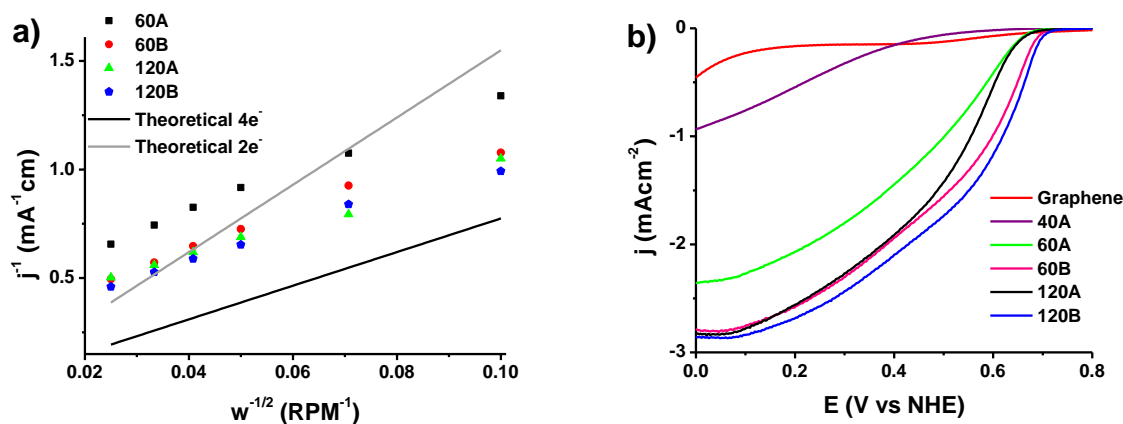 a)
60A
60B
120A
120B
Theoretical 4e-
Theoretical 2e-
1.5
1.0
0.5
0.02
0.04
0.06
0.08
0.10
j-1 (mA-1cm)
w-1/2 (RPM-1)
b)
0
-1
-2
-3
0.0
0.2
0.4
0.6
0.8
j (mAcm-2)
E (V vs NHE)
Graphene
40A
60A
60B
120A
120B